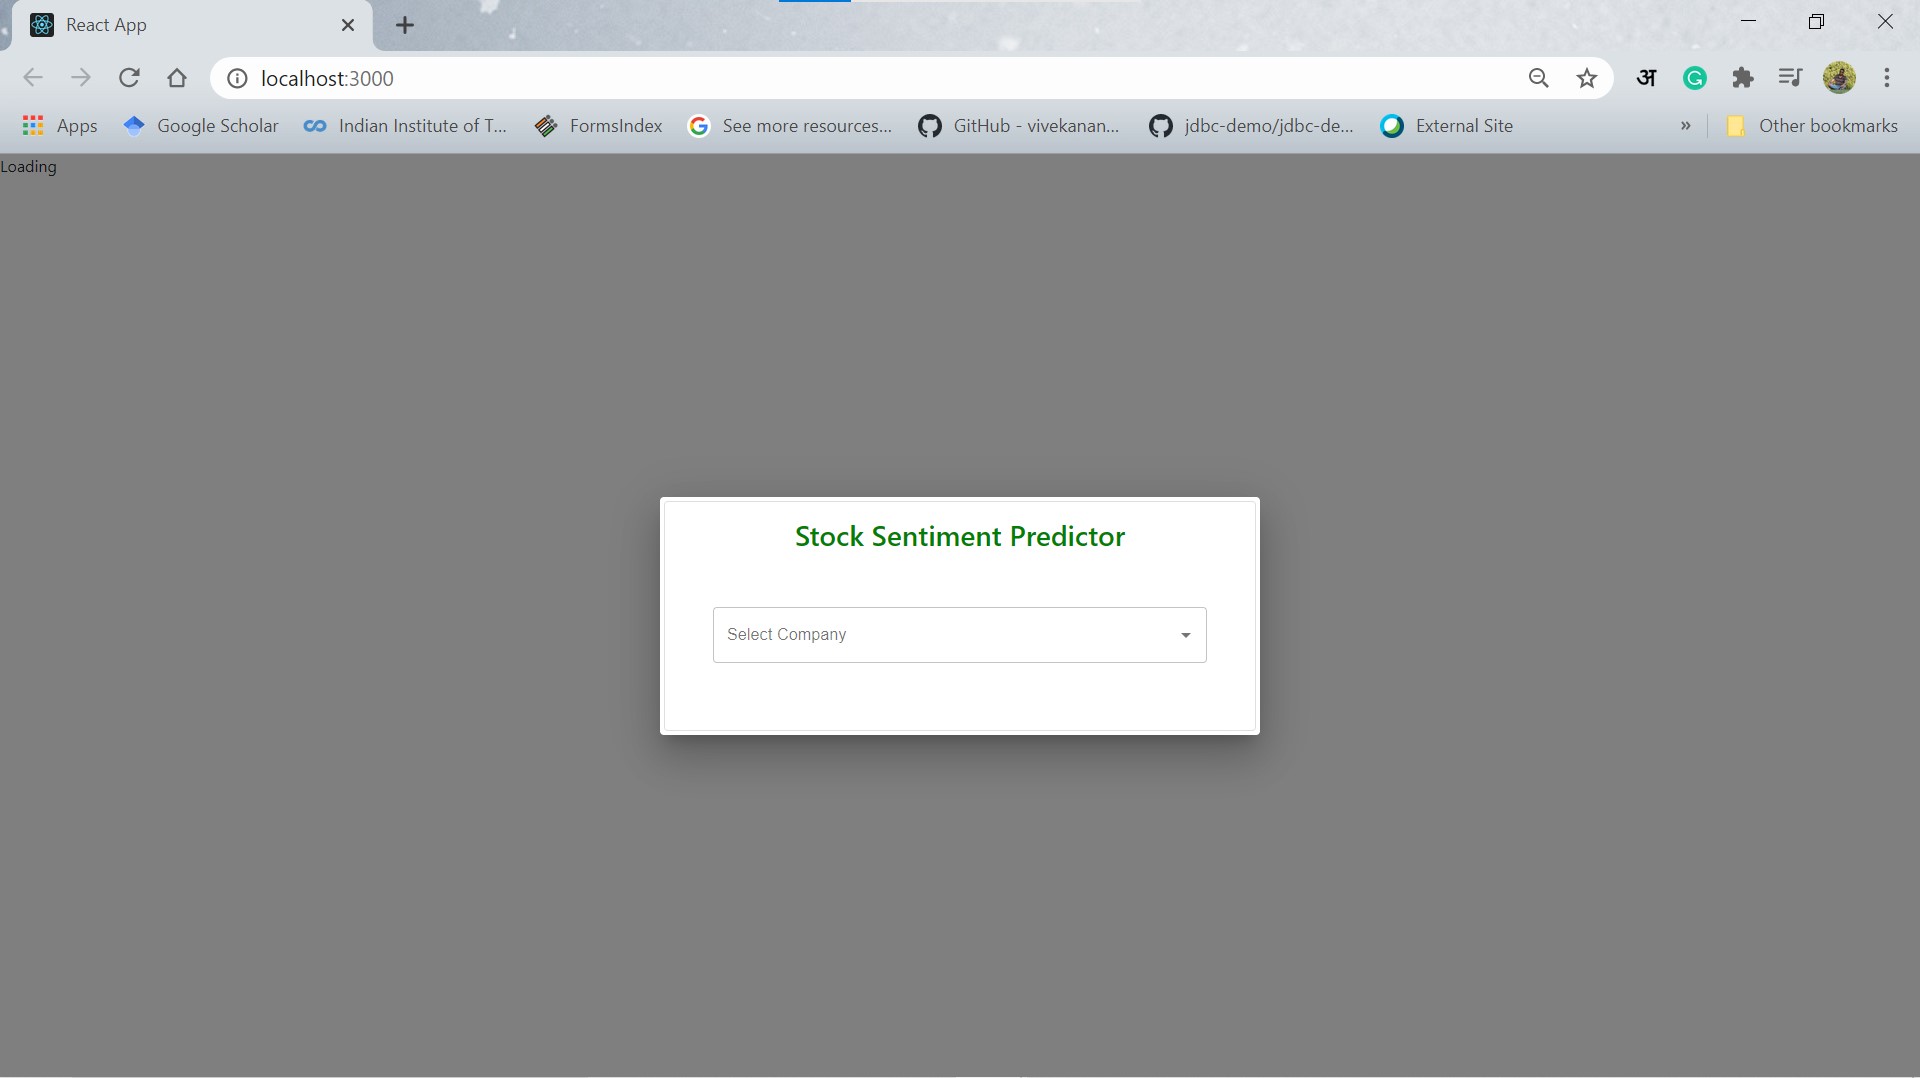 React App
localhost:3000
अ
Apps
Google Scholar
Indian Institute of T...
FormsIndex
See more resources...
GitHub - vivekanan...
jdbc-demo/jdbc-de...
External Site
»
Other bookmarks
Loading
Stock Sentiment Predictor
Select Company